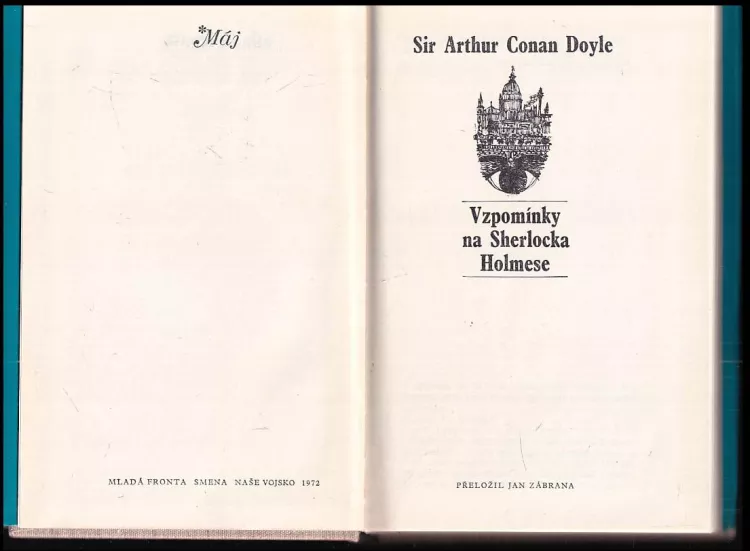 *Máj
MLADÁ FRONTA SMENA NAŠE VOJSKO 1972
Sir Arthur Conan Doyle
Vzpomínky
na Sherlocka
Holmese
PŘELOŽIL JAN ZÁBRANA